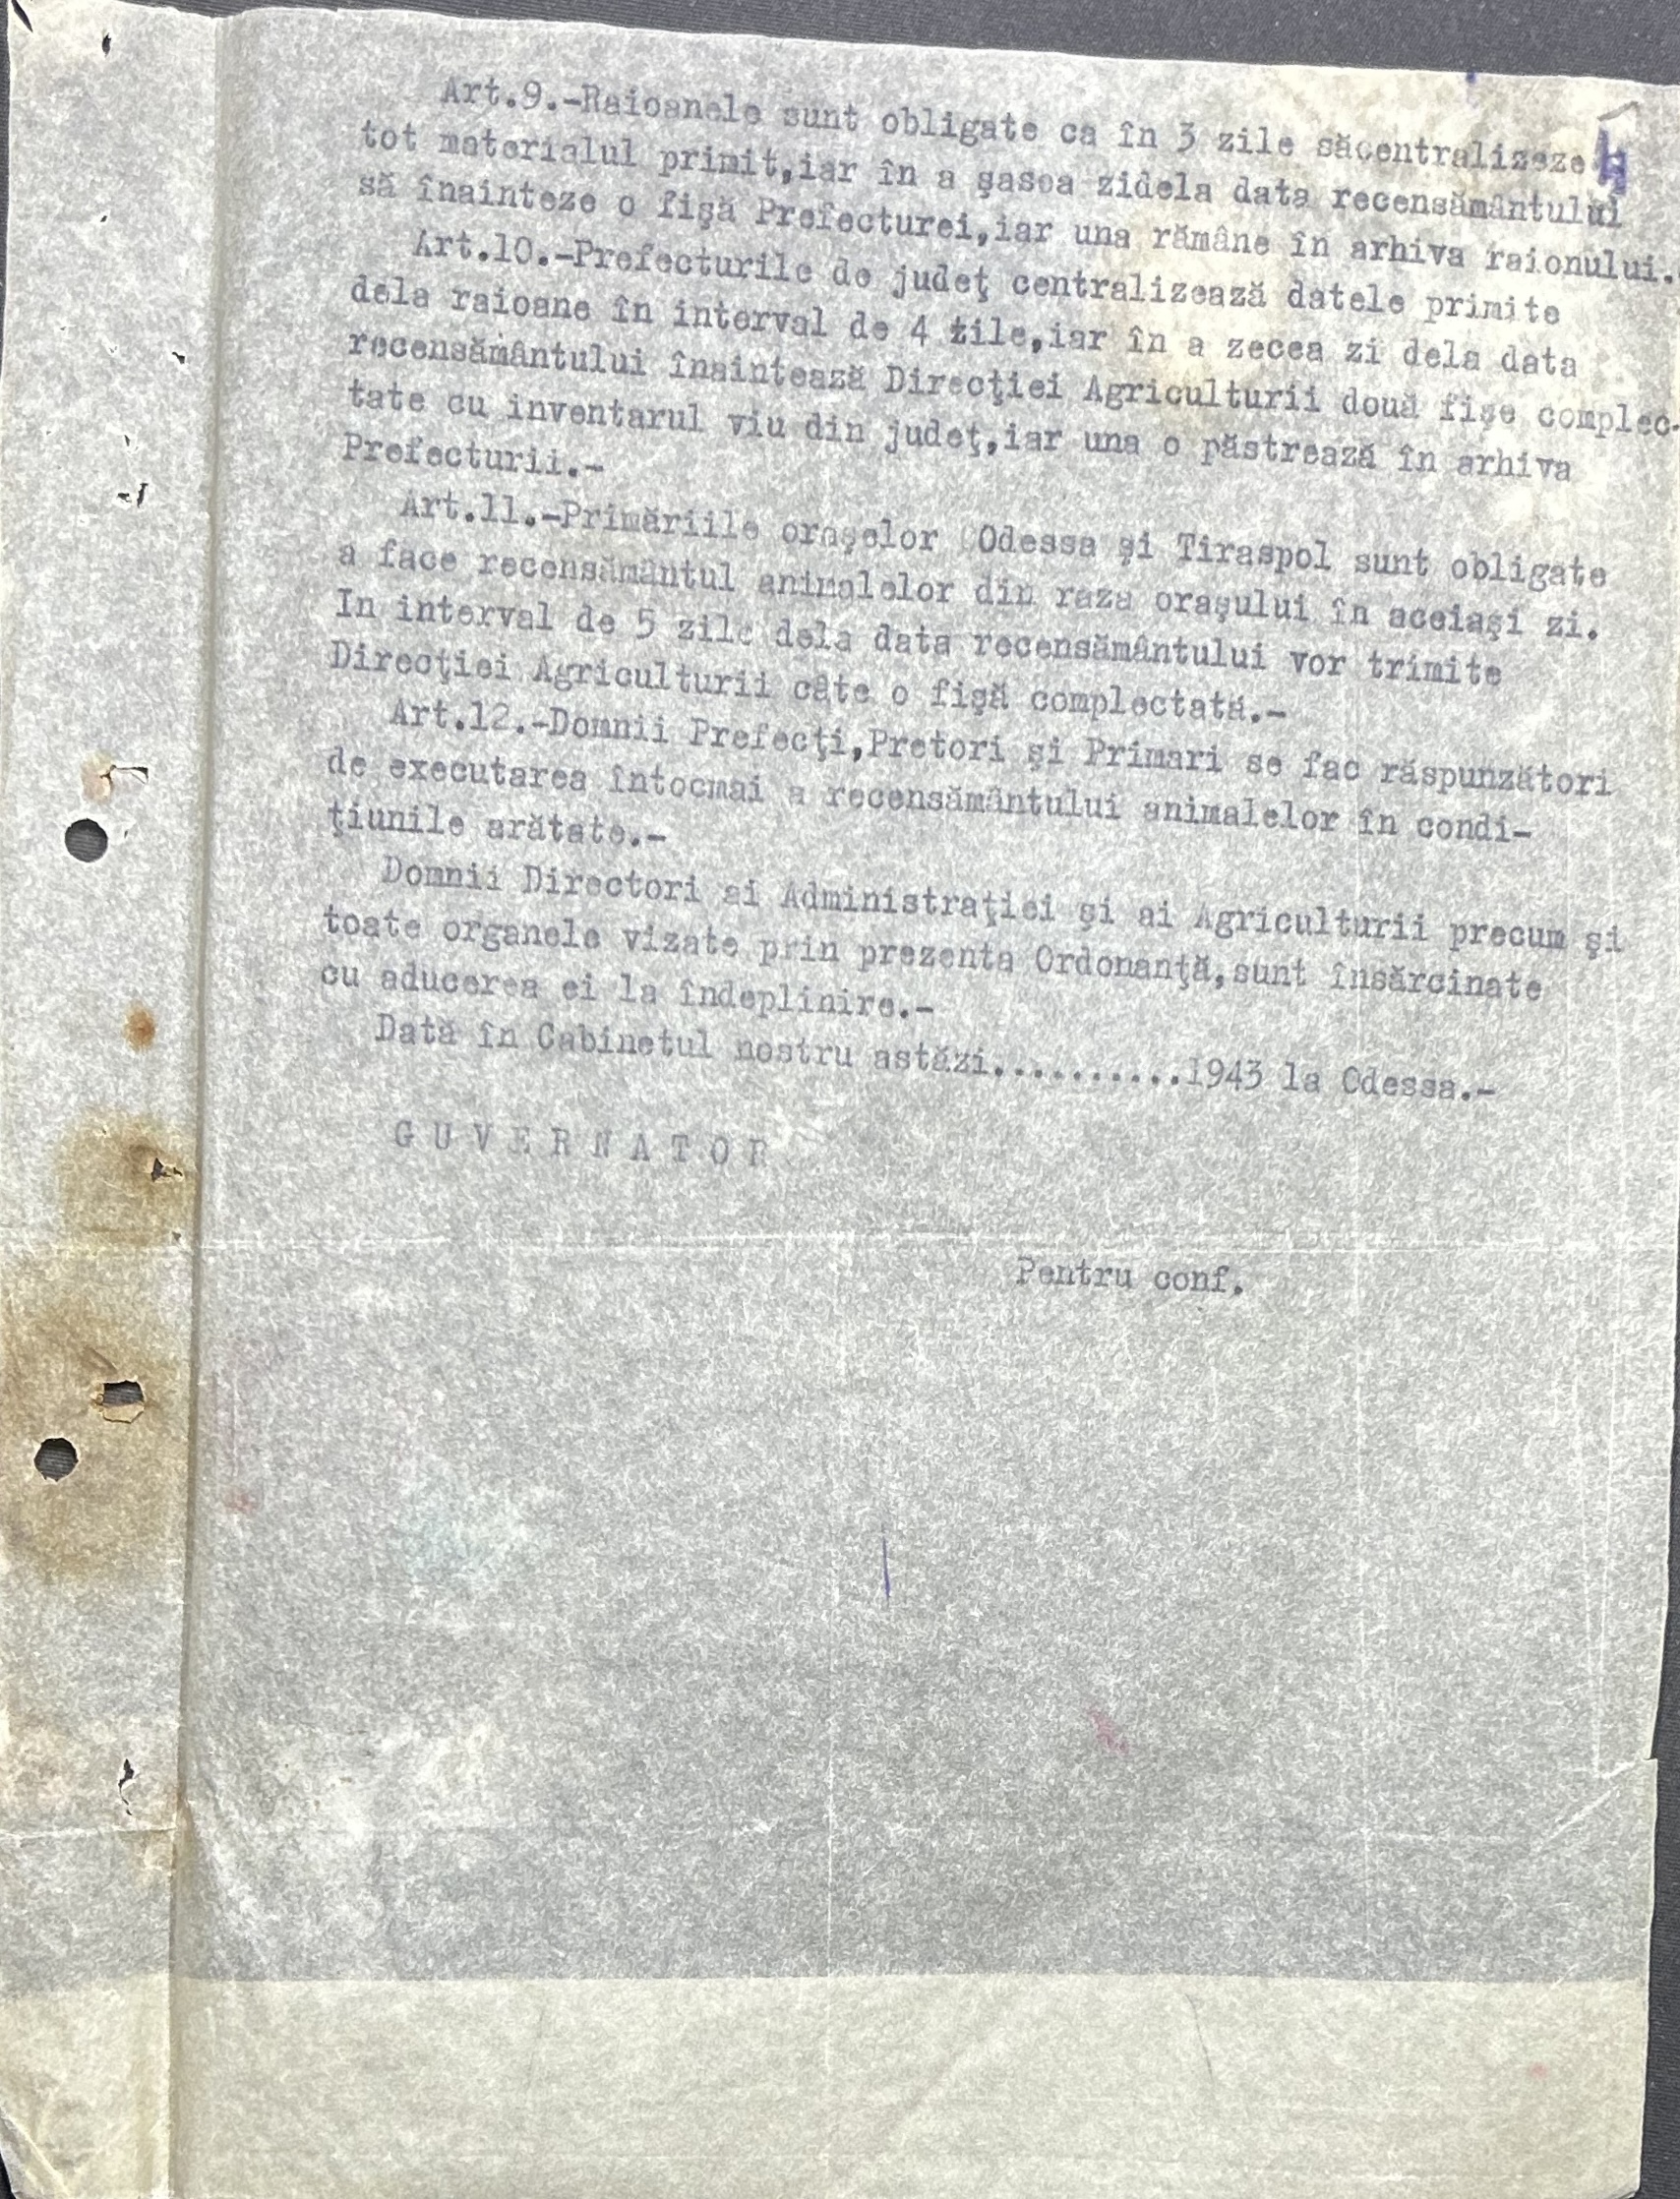 Art.9.-Raioanele sunt obligate ca în 3 zile săcentralizeze
tot materialul primit,iar în a șasea zidela data recensământului
să înainteze o fișă Prefecturei,iar una rămâne în arhiva raionului.
Art.10.-Prefecturile de județ centralizează datele primite
dela raioane în interval de 4 zile,iar în a zecea zi dela data
recensământului înaintează Direcţiei Agriculturii două fişe complec-
tate cu inventarul viu din judeţ,iar una o păstrează în arhiva
Prefecturii.-
Art.11.-Primăriile orașelor Odessa şi Tiraspol sunt obligate
a face recensământul animalelor din raza oraşului în aceiaşi zi.
In interval de 5 zile dela data recensământului vor trimite
Direcţiei Agriculturii câte o fişă complectată.-
Art.12.-Domnii Prefecţi,Pretori şi Primari se fac răspunzători
de executarea întocmai a recensământului animalelor în condi-
ţiunile arătate.-
Domnii Directori ai Administraţiei şi ai Agriculturii precum şi
toate organele vizate prin prezenta Ordonanţă,sunt însărcinate
cu aducerea ei la îndeplinire.-
Dată în Cabinetul nostru astăzi..........1943 la Odessa.-
G U V E R N A T O R
Pentru conf.